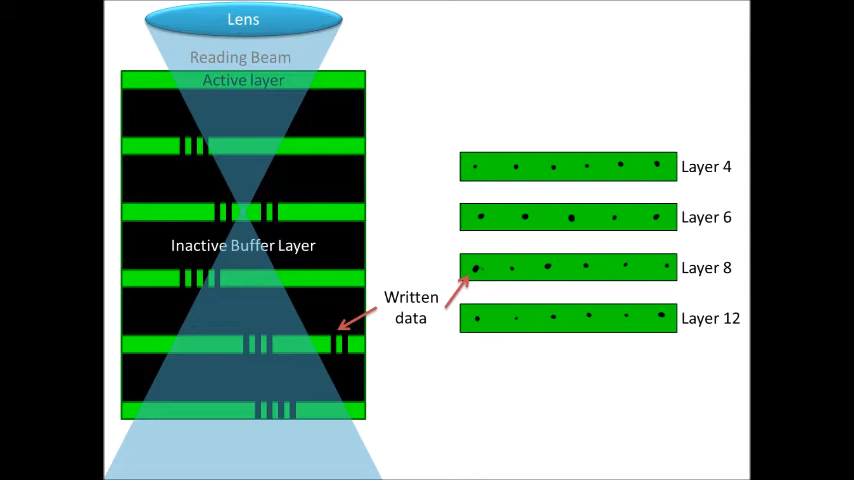 Lens
Reading Beam
Active layer
Inactive Buffer Layer
Written
data
Layer 4
Layer 6
Layer 8
Layer 12